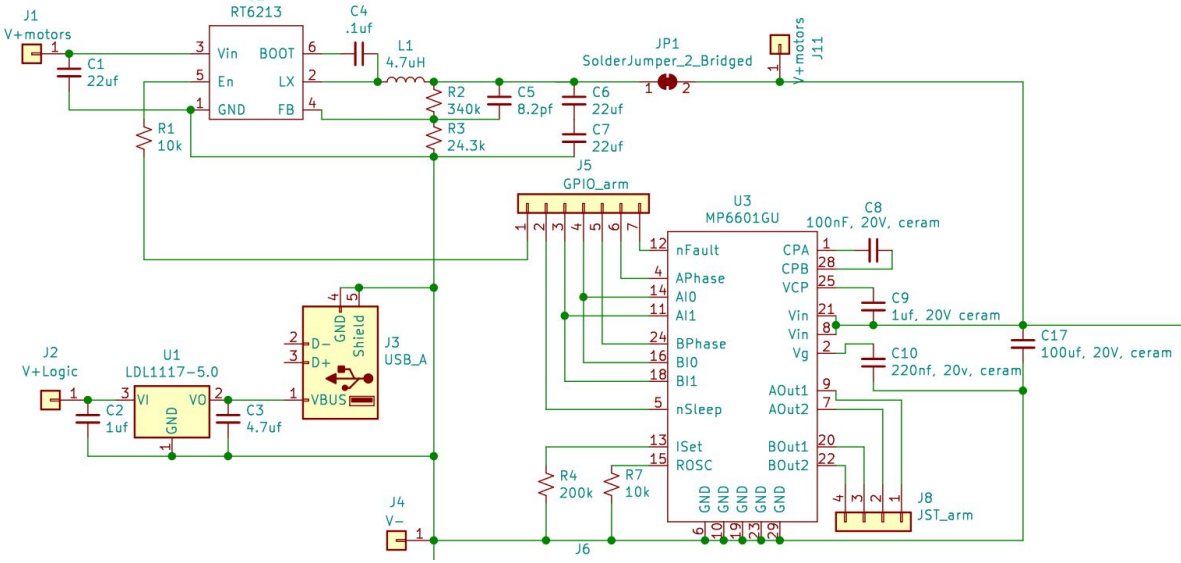 J1
V+motors
1
C1
22uf
RT6213
3 Vin BOOT 6
5 En LX 2
1 GND FB 4
C4
.1uf
L1
4.7uH
R2
340k
R3
24.3k
C5
8.2pf
C6
22uf
C7
22uf
JP1
SolderJumper_2_Bridged
1 2
V+motors
J11
1
R1
10k
J5
GPIO_arm
1 2 3 4 5 6 7
U3
MP6601GU
12 nFault
4 APhase
14 AI0
11 AI1
24 BPhase
16 BI0
18 BI1
5 nSleep
13 ISet
15 ROSC
CPA 1
CPB 28
VCP 25
Vin 21
Vin 8
Vg 2
AOut1 9
AOut2 7
BOut1 20
BOut2 22
GND GND GND GND GND
6 10 19 23 29
C8
100nF, 20V, ceram
C9
1uf, 20V ceram
C10
220nf, 20v, ceram
C17
100uf, 20V, ceram
4 5
GND
Shield
2 D-
3 D+
1 VBUS
J3
USB_A
J2
V+Logic
1
C2
1uf
U1
LDL1117-5.0
3 VI VO 2
GND
1
C3
4.7uf
R4
200k
R7
10k
4 3 2 1
J8
JST_arm
J4
V-
1
J6